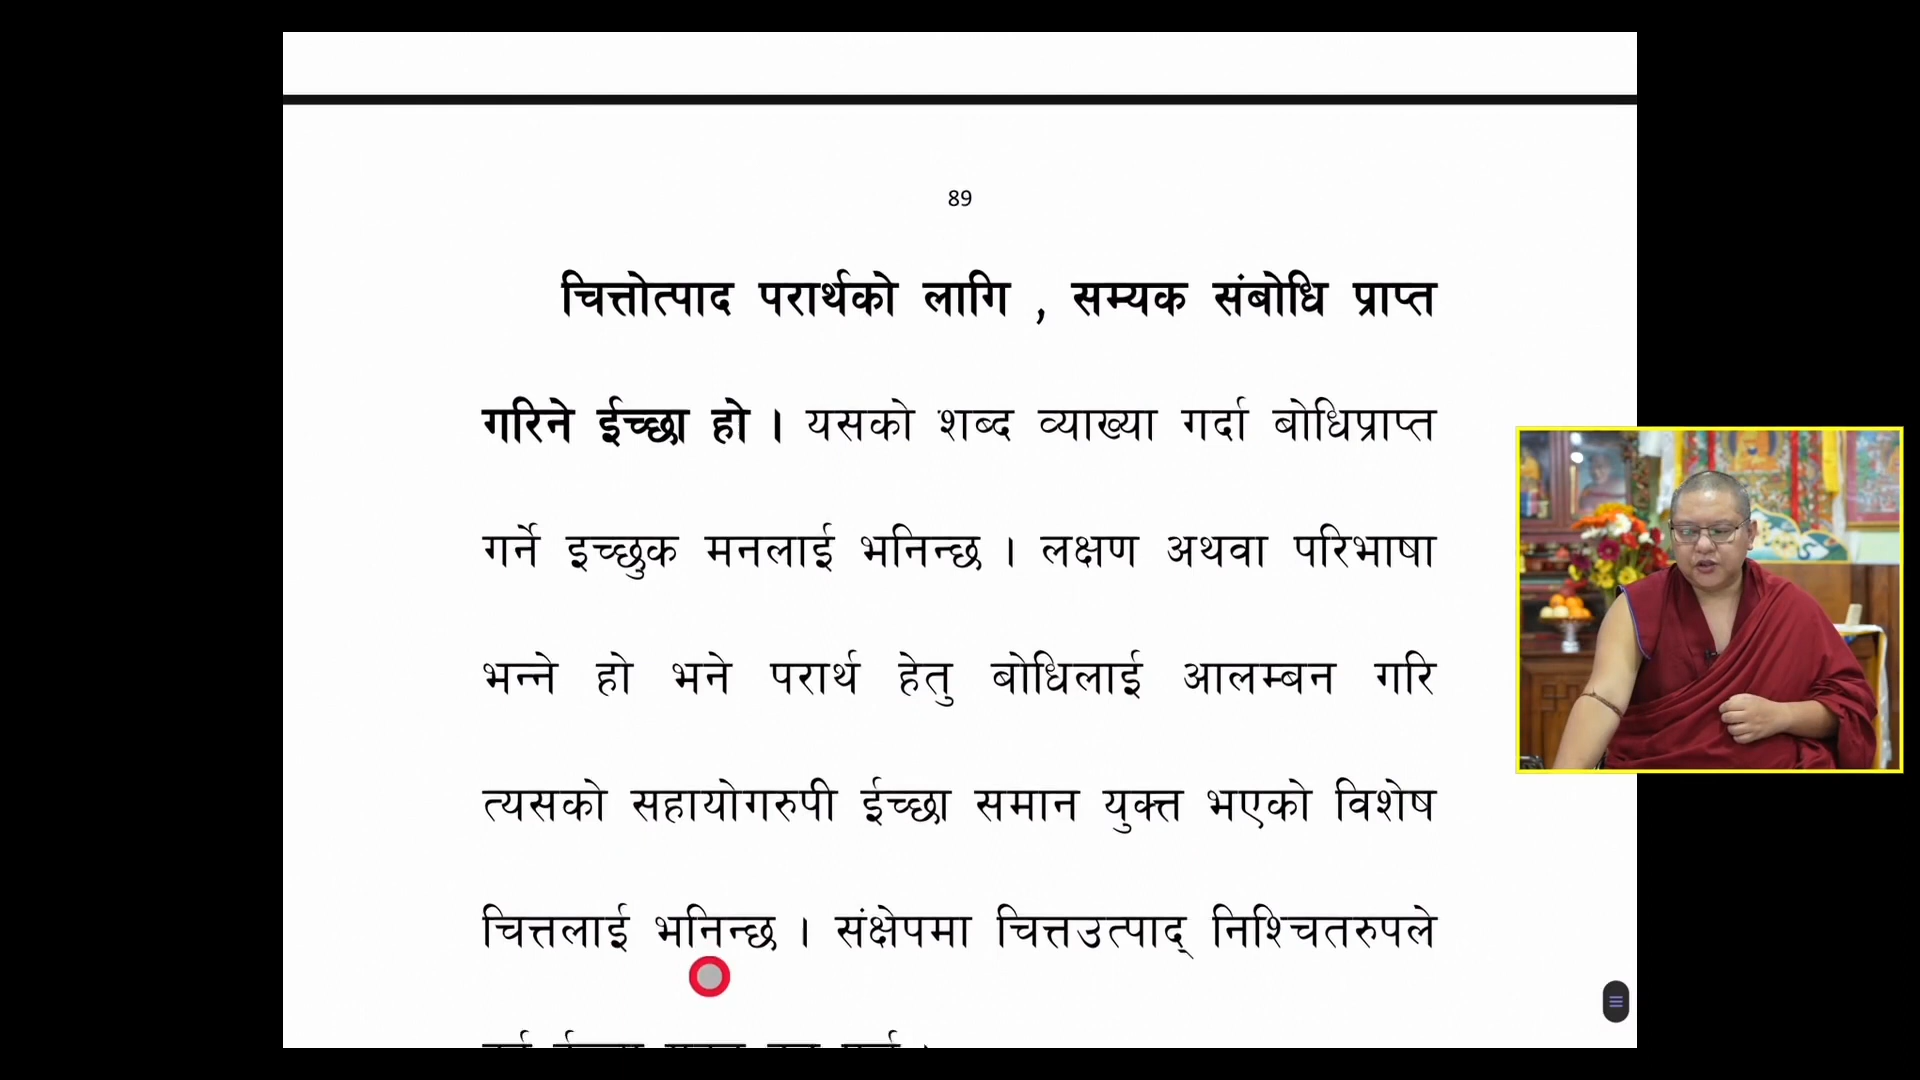 89
चित्तोत्पाद परार्थको लागि , सम्यक संबोधि प्राप्त
गरिने ईच्छा हो । यसको शब्द व्याख्या गर्दा बोधिप्राप्त
गर्ने इच्छुक मनलाई भनिन्छ । लक्षण अथवा परिभाषा
भन्ने हो भने परार्थ हेतु बोधिलाई आलम्बन गरि
त्यसको सहायोगरुपी ईच्छा समान युक्त भएको विशेष
चित्तलाई भनिन्छ । संक्षेपमा चित्तउत्पाद् निश्चितरुपले